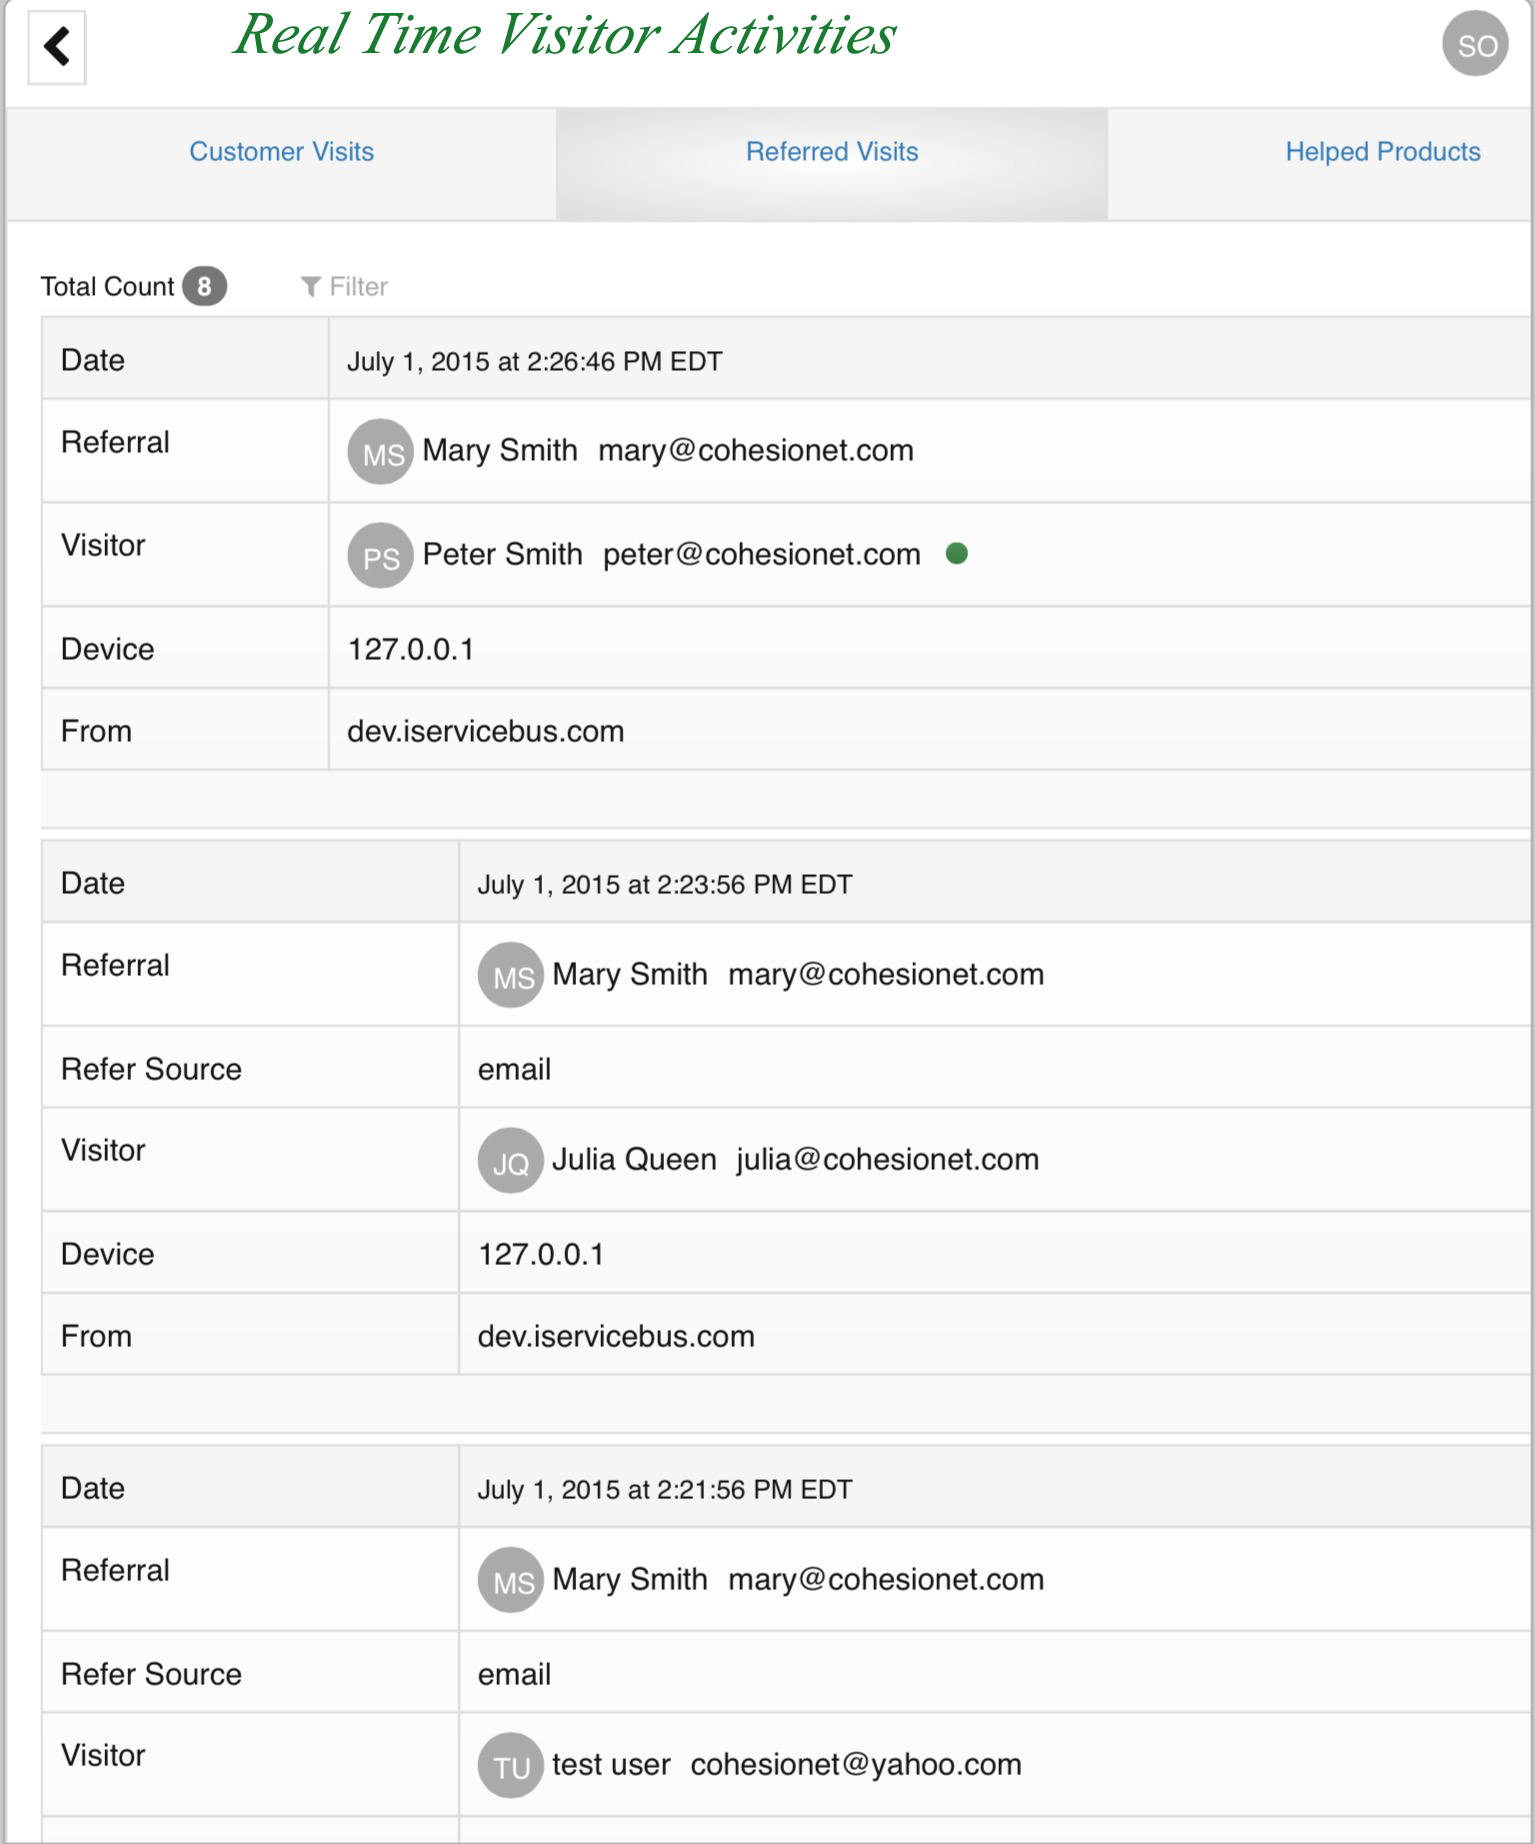 Real Time Visitor Activities
SO
Customer Visits Referred Visits Helped Products
Total Count 8 Filter
Date July 1, 2015 at 2:26:46 PM EDT
Referral MS Mary Smith mary@cohesionet.com
Visitor PS Peter Smith peter@cohesionet.com
Device 127.0.0.1
From dev.iservicebus.com
Date July 1, 2015 at 2:23:56 PM EDT
Referral MS Mary Smith mary@cohesionet.com
Refer Source email
Visitor JQ Julia Queen julia@cohesionet.com
Device 127.0.0.1
From dev.iservicebus.com
Date July 1, 2015 at 2:21:56 PM EDT
Referral MS Mary Smith mary@cohesionet.com
Refer Source email
Visitor TU test user cohesionet@yahoo.com